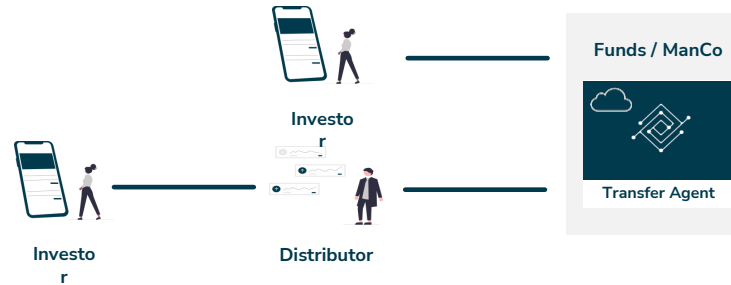 Funds / ManCo
Investo
r
Transfer Agent
Investo
r
Distributor